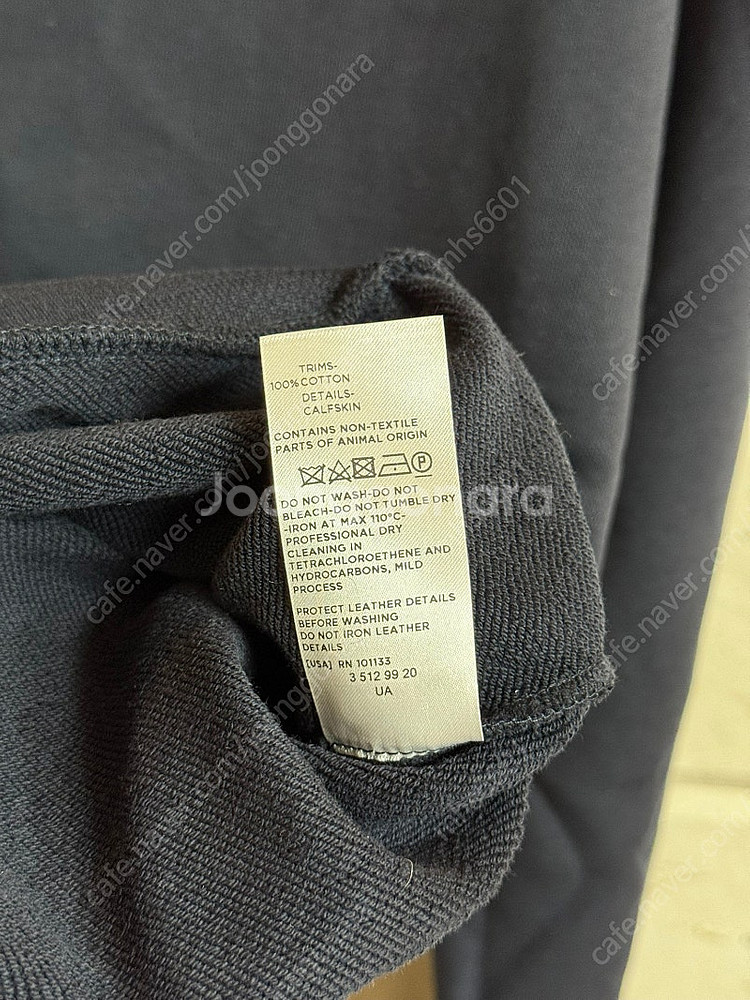 TRIMS-
100%COTTON
DETAILS-
CALFSKIN
CONTAINS NON-TEXTILE
PARTS OF ANIMAL ORIGIN
DO NOT WASH-DO NOT
BLEACH-DO NOT TUMBLE DRY
-IRON AT MAX 110°C-
PROFESSIONAL DRY
CLEANING IN
TETRACHLOROETHENE AND
HYDROCARBONS, MILD
PROCESS
PROTECT LEATHER DETAILS
BEFORE WASHING
DO NOT IRON LEATHER
DETAILS
[USA] RN 101133
3 512 99 20
UA
Joonggonara
cafe.naver.com/joonggonara
cafe.naver.com